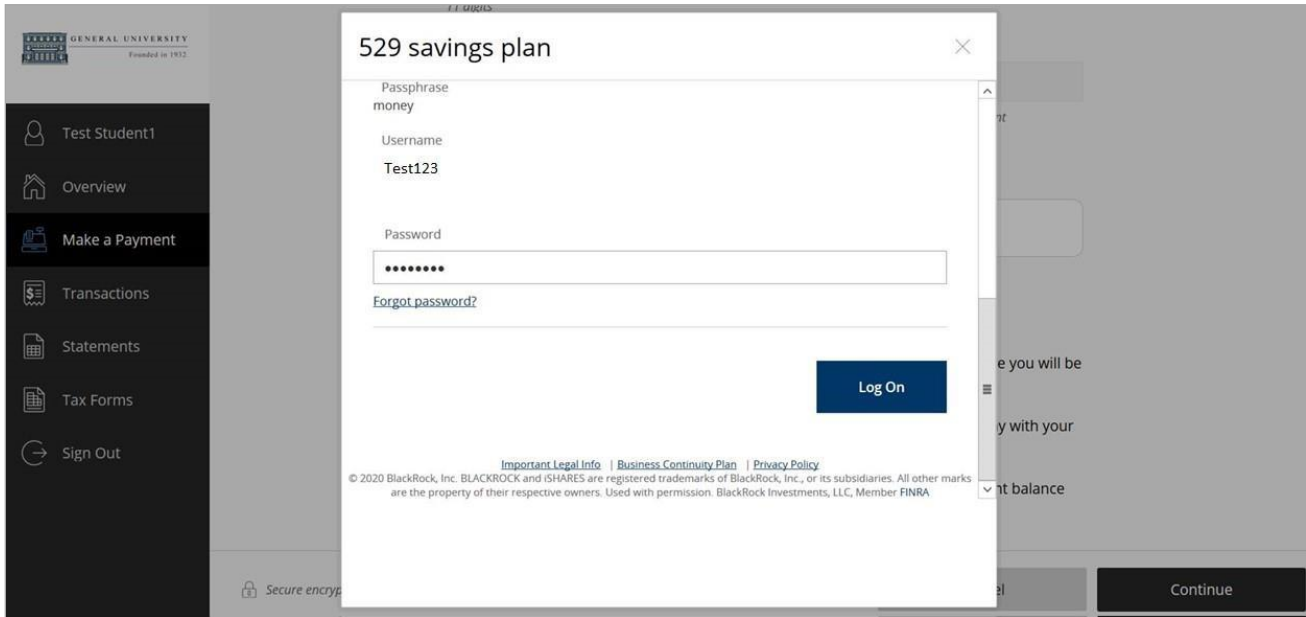 11 digits
GENERAL UNIVERSITY
Founded in 1932
529 savings plan
Passphrase
money
Username
Test123
Password
••••••••
Forgot password?
Log On
Important Legal Info | Business Continuity Plan | Privacy Policy
© 2020 BlackRock, Inc. BLACKROCK and iSHARES are registered trademarks of BlackRock, Inc., or its subsidiaries. All other marks
are the property of their respective owners. Used with permission. BlackRock Investments, LLC, Member FINRA
Test Student1
Overview
Make a Payment
Transactions
Statements
Tax Forms
Sign Out
nt
e you will be
y with your
nt balance
Secure encryp
el
Continue